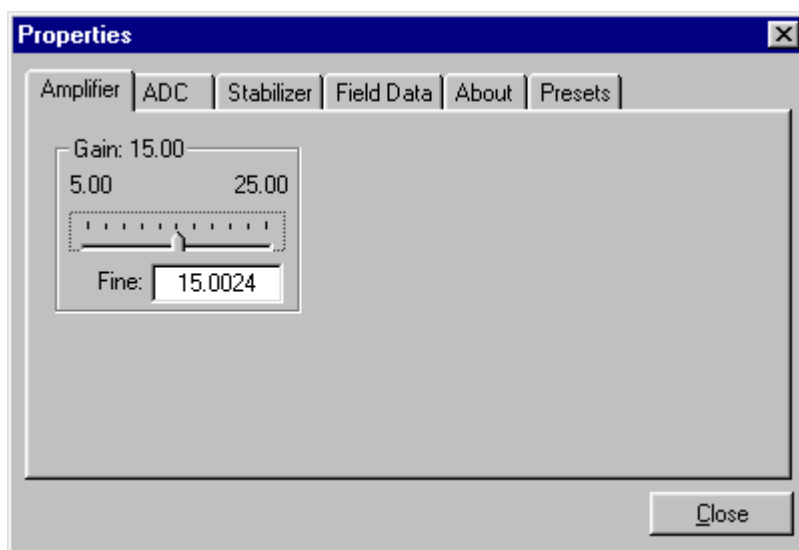 Properties
Amplifier ADC Stabilizer Field Data About Presets
Gain: 15.00
5.00 25.00
Fine: 15.0024
Close